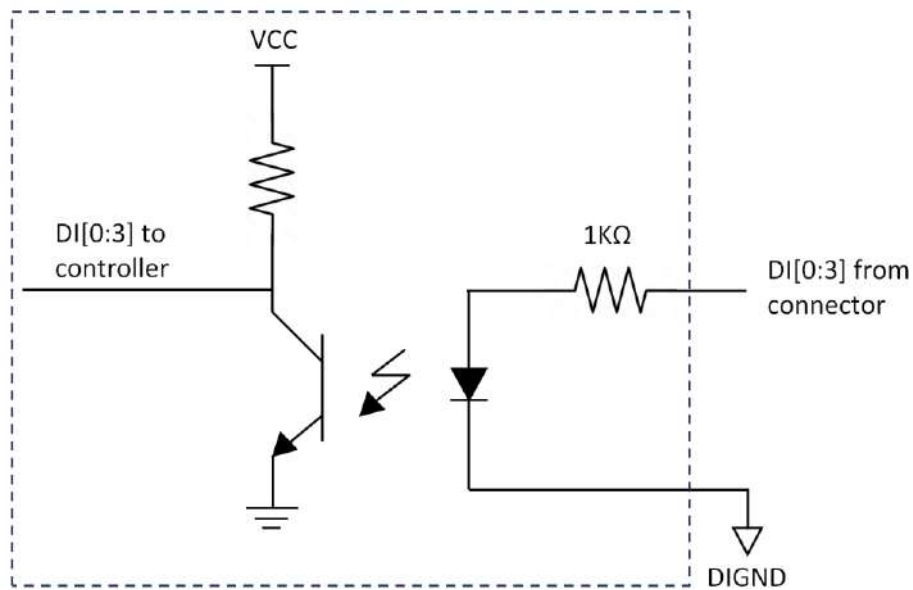 VCC
DI[0:3] to
controller
1KΩ
DI[0:3] from
connector
DIGND